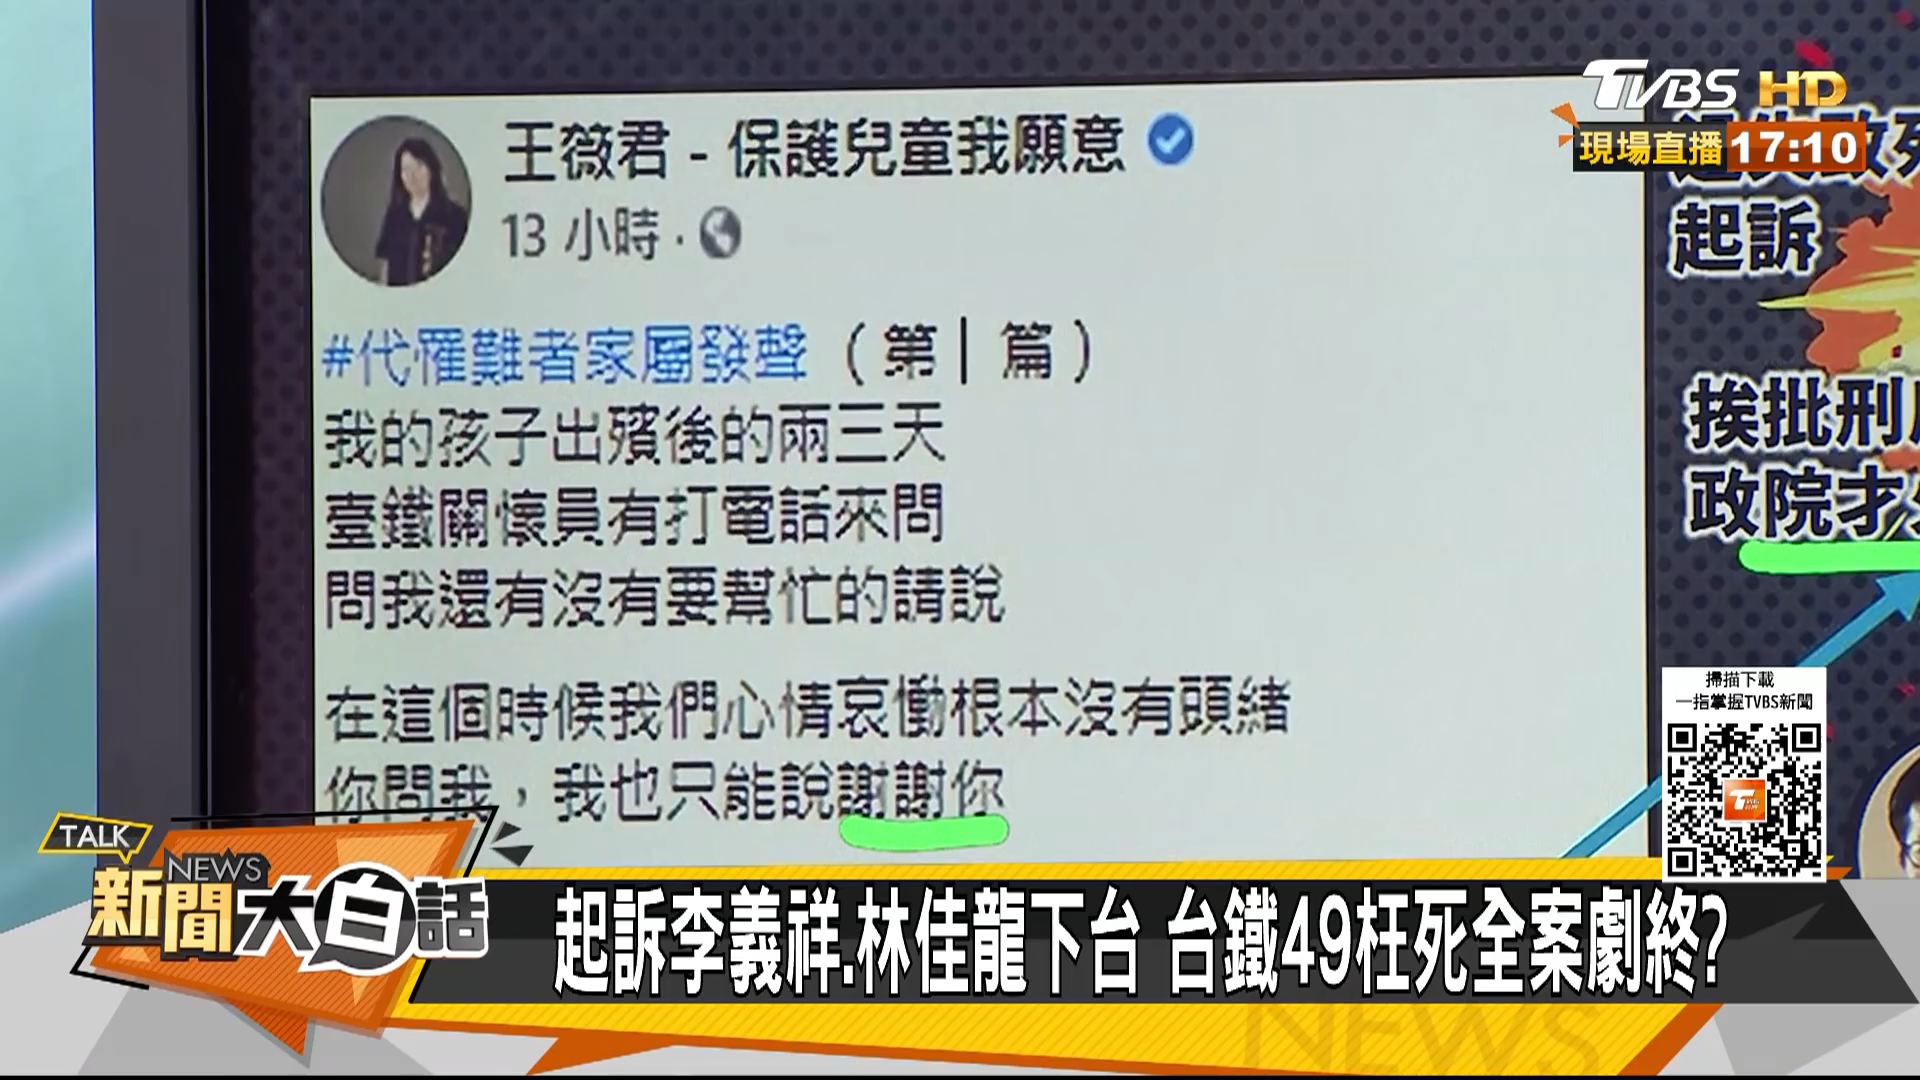 TVBS HD
現場直播 17:10
王薇君 - 保護兒童我願意
13 小時 ·
#代罹難者家屬發聲（第1 篇）
我的孩子出殯後的兩三天
臺鐵關懷員有打電話來問
問我還有沒有要幫忙的請說
在這個時候我們心情哀慟根本沒有頭緒
你問我，我也只能說謝謝你
起訴
挨批刑
政院才
掃描下載
一指掌握TVBS新聞
TALK
NEWS
新聞大白話
起訴李義祥.林佳龍下台 台鐵49枉死全案劇終?
NEWS